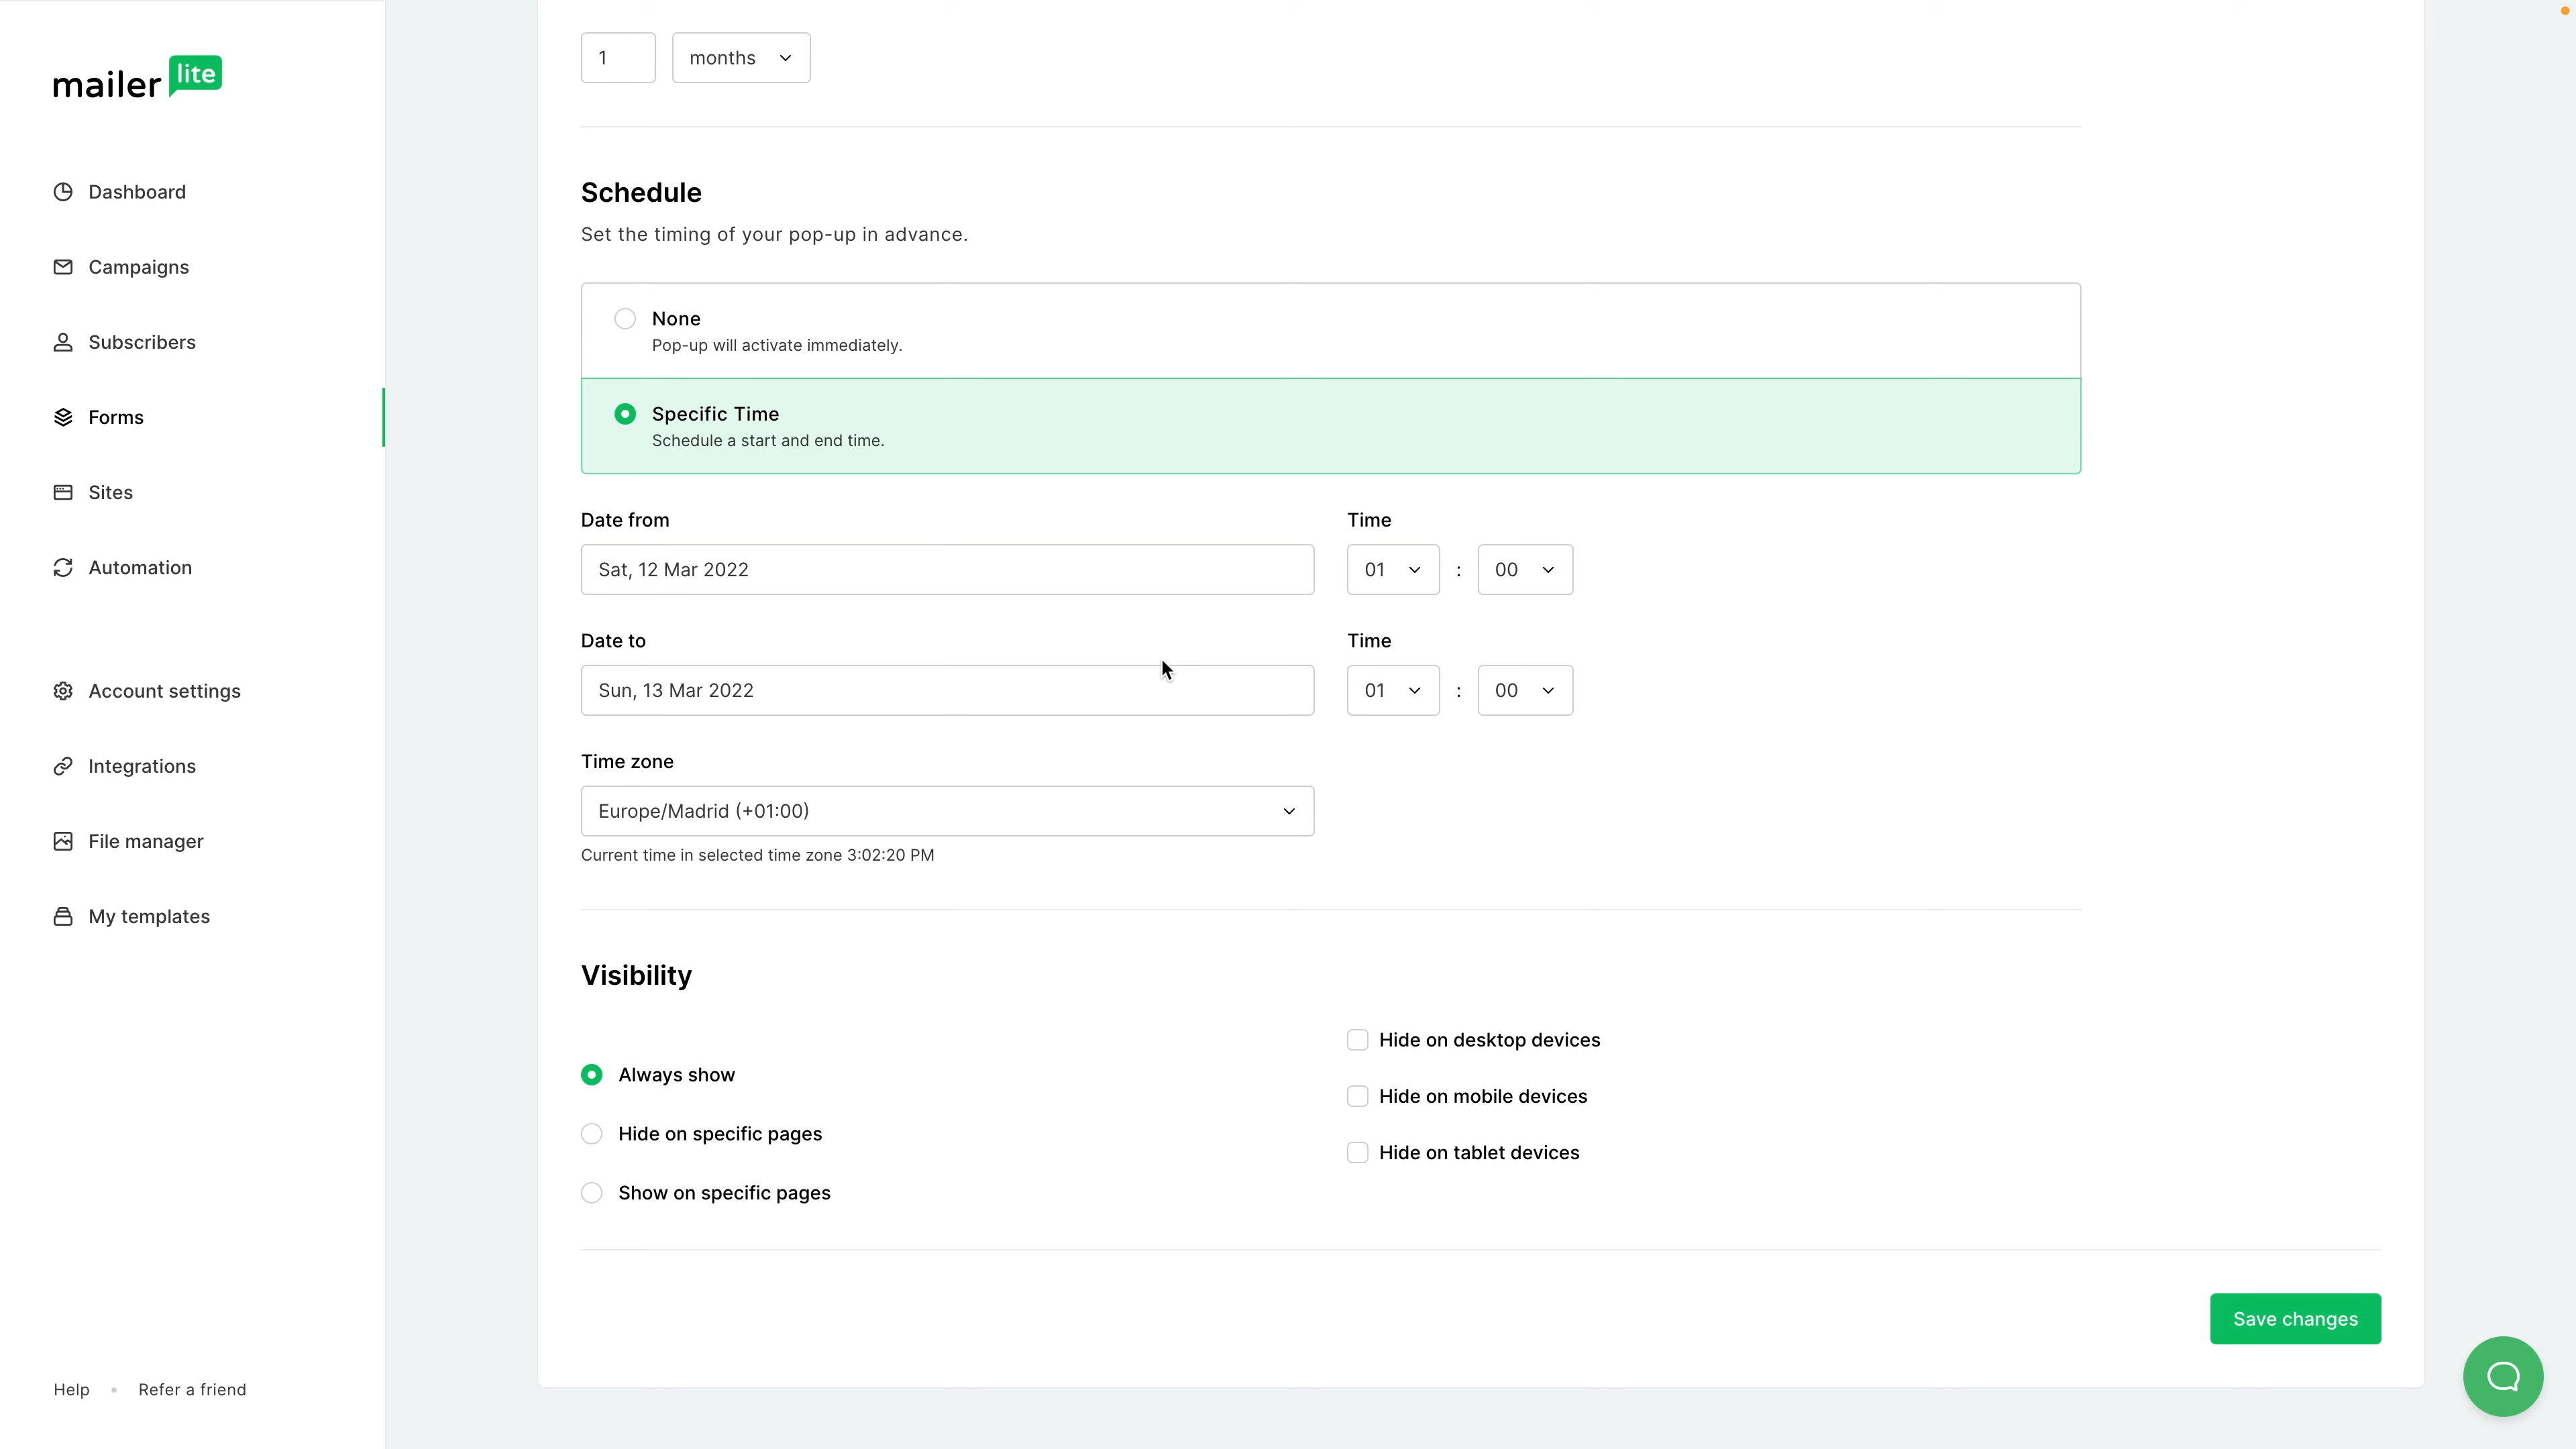 mailer lite
Dashboard
Campaigns
Subscribers
Forms
Sites
Automation
Account settings
Integrations
File manager
My templates
Help • Refer a friend
1 months
Schedule
Set the timing of your pop-up in advance.
None
Pop-up will activate immediately.
Specific Time
Schedule a start and end time.
Date from Time
Sat, 12 Mar 2022 01 : 00
Date to Time
Sun, 13 Mar 2022 01 : 00
Time zone
Europe/Madrid (+01:00)
Current time in selected time zone 3:02:20 PM
Visibility
Always show
Hide on specific pages
Show on specific pages
Hide on desktop devices
Hide on mobile devices
Hide on tablet devices
Save changes